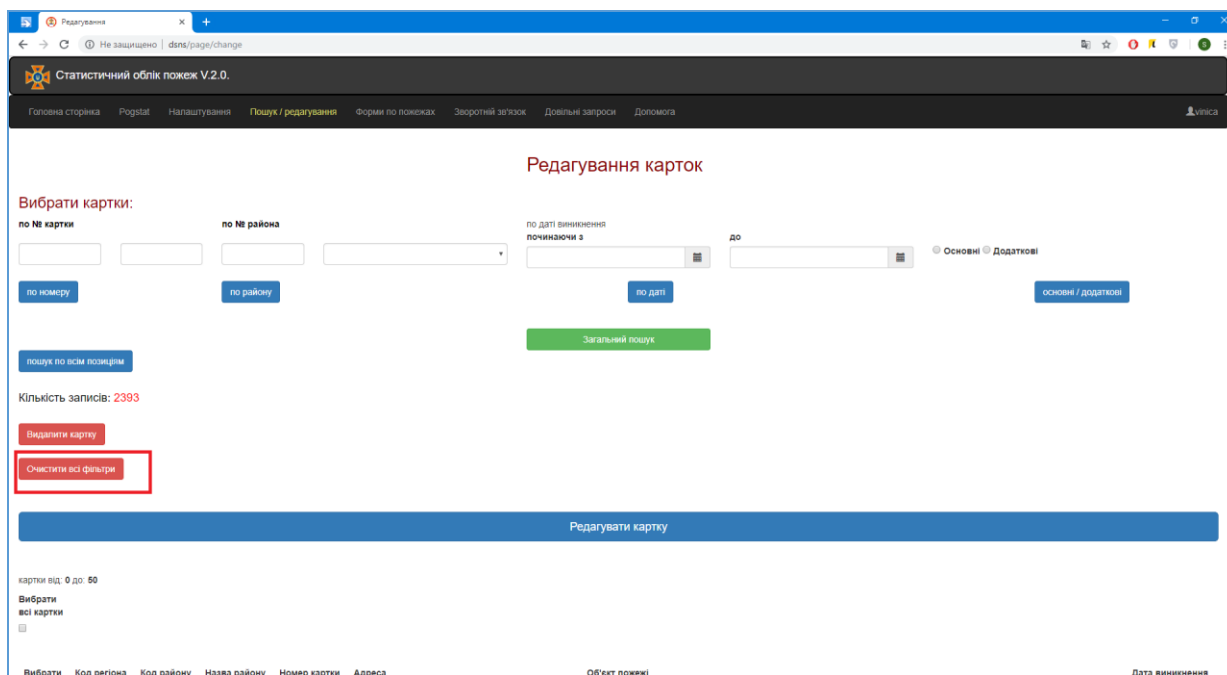 Редагування
Не защищено | dsns/page/change
Статистичний облік пожеж V.2.0.
Головна сторінка Pogstat Налаштування Пошук / редагування Форми по пожежах Зворотній зв'язок Довільні запроси Допомога vinica
Редагування карток
Вибрати картки:
по № картки по № района по даті виникнення
починаючи з до
Основні Додаткові
по номеру по району по даті основні / додаткові
Загальний пошук
пошук по всім позиціям
Кількість записів: 2393
Видалити картку
Очистити всі фільтри
Редагувати картку
картки від: 0 до: 50
Вибрати
всі картки
Вибрати Код региона Код району Назва району Номер картки Адреса Об'єкт пожежі Дата виникнення